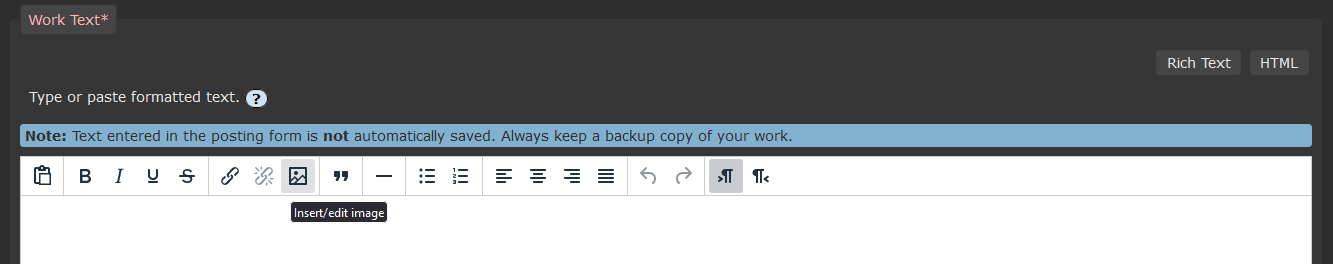 Work Text*
Rich Text HTML
Type or paste formatted text. ?
Note: Text entered in the posting form is not automatically saved. Always keep a backup copy of your work.
B I U S
Insert/edit image